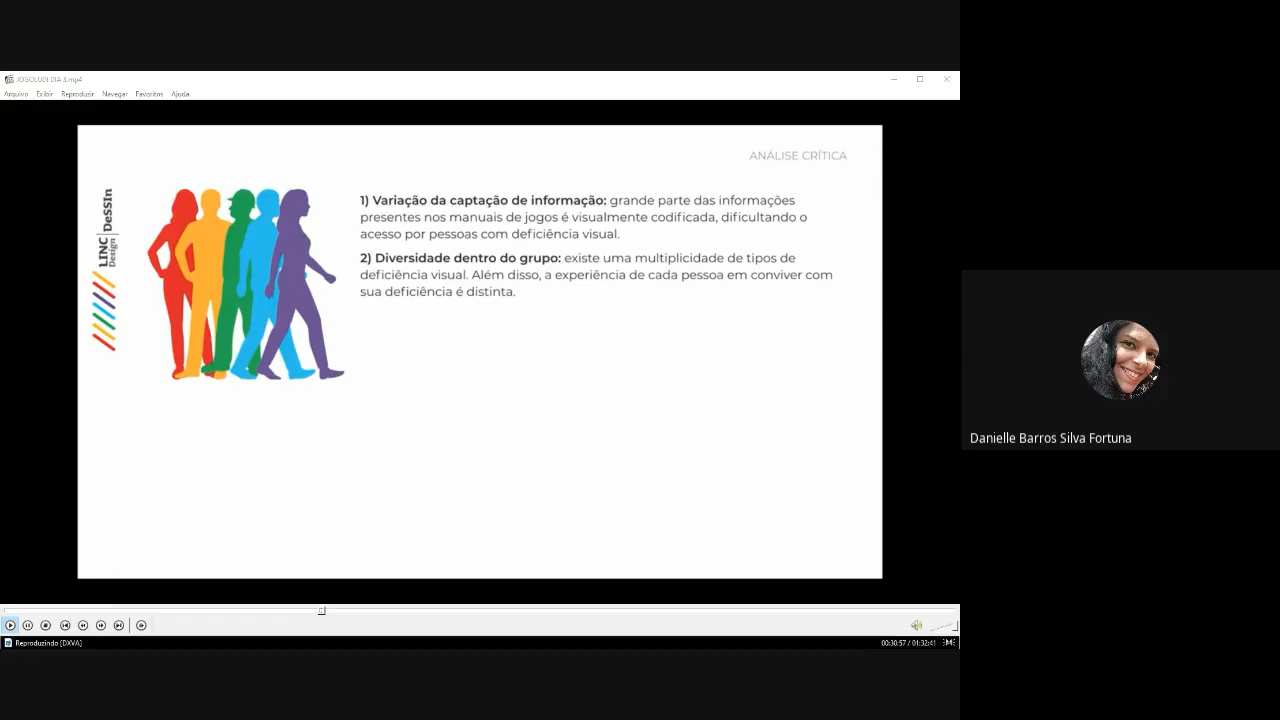 JOGOLUDI DIA 3.mp4
Arquivo Exibir Reproduzir Navegar Favoritos Ajuda
ANÁLISE CRÍTICA
LINC Design | DeSSIn
1) Variação da captação de informação: grande parte das informações
presentes nos manuais de jogos é visualmente codificada, dificultando o
acesso por pessoas com deficiência visual.
2) Diversidade dentro do grupo: existe uma multiplicidade de tipos de
deficiência visual. Além disso, a experiência de cada pessoa em conviver com
sua deficiência é distinta.
Danielle Barros Silva Fortuna
Reproduzindo [DXVA]
00:30:57 / 01:32:41